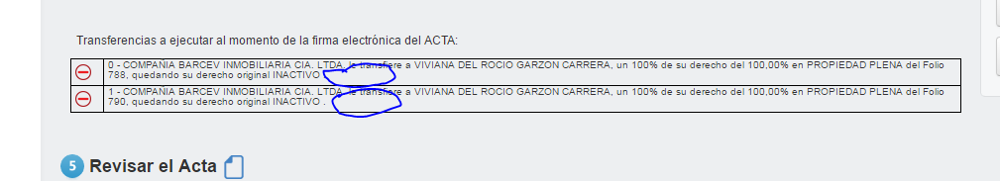 Transferencias a ejecutar al momento de la firma electrónica del ACTA:
0 - COMPAÑIA BARCEV INMOBILIARIA CIA. LTDA. le transfiere a VIVIANA DEL ROCIO GARZON CARRERA, un 100% de su derecho del 100,00% en PROPIEDAD PLENA del Folio
788, quedando su derecho original INACTIVO
1 - COMPAÑIA BARCEV INMOBILIARIA CIA. LTDA. le transfiere a VIVIANA DEL ROCIO GARZON CARRERA, un 100% de su derecho del 100,00% en PROPIEDAD PLENA del Folio
790, quedando su derecho original INACTIVO .
5 Revisar el Acta